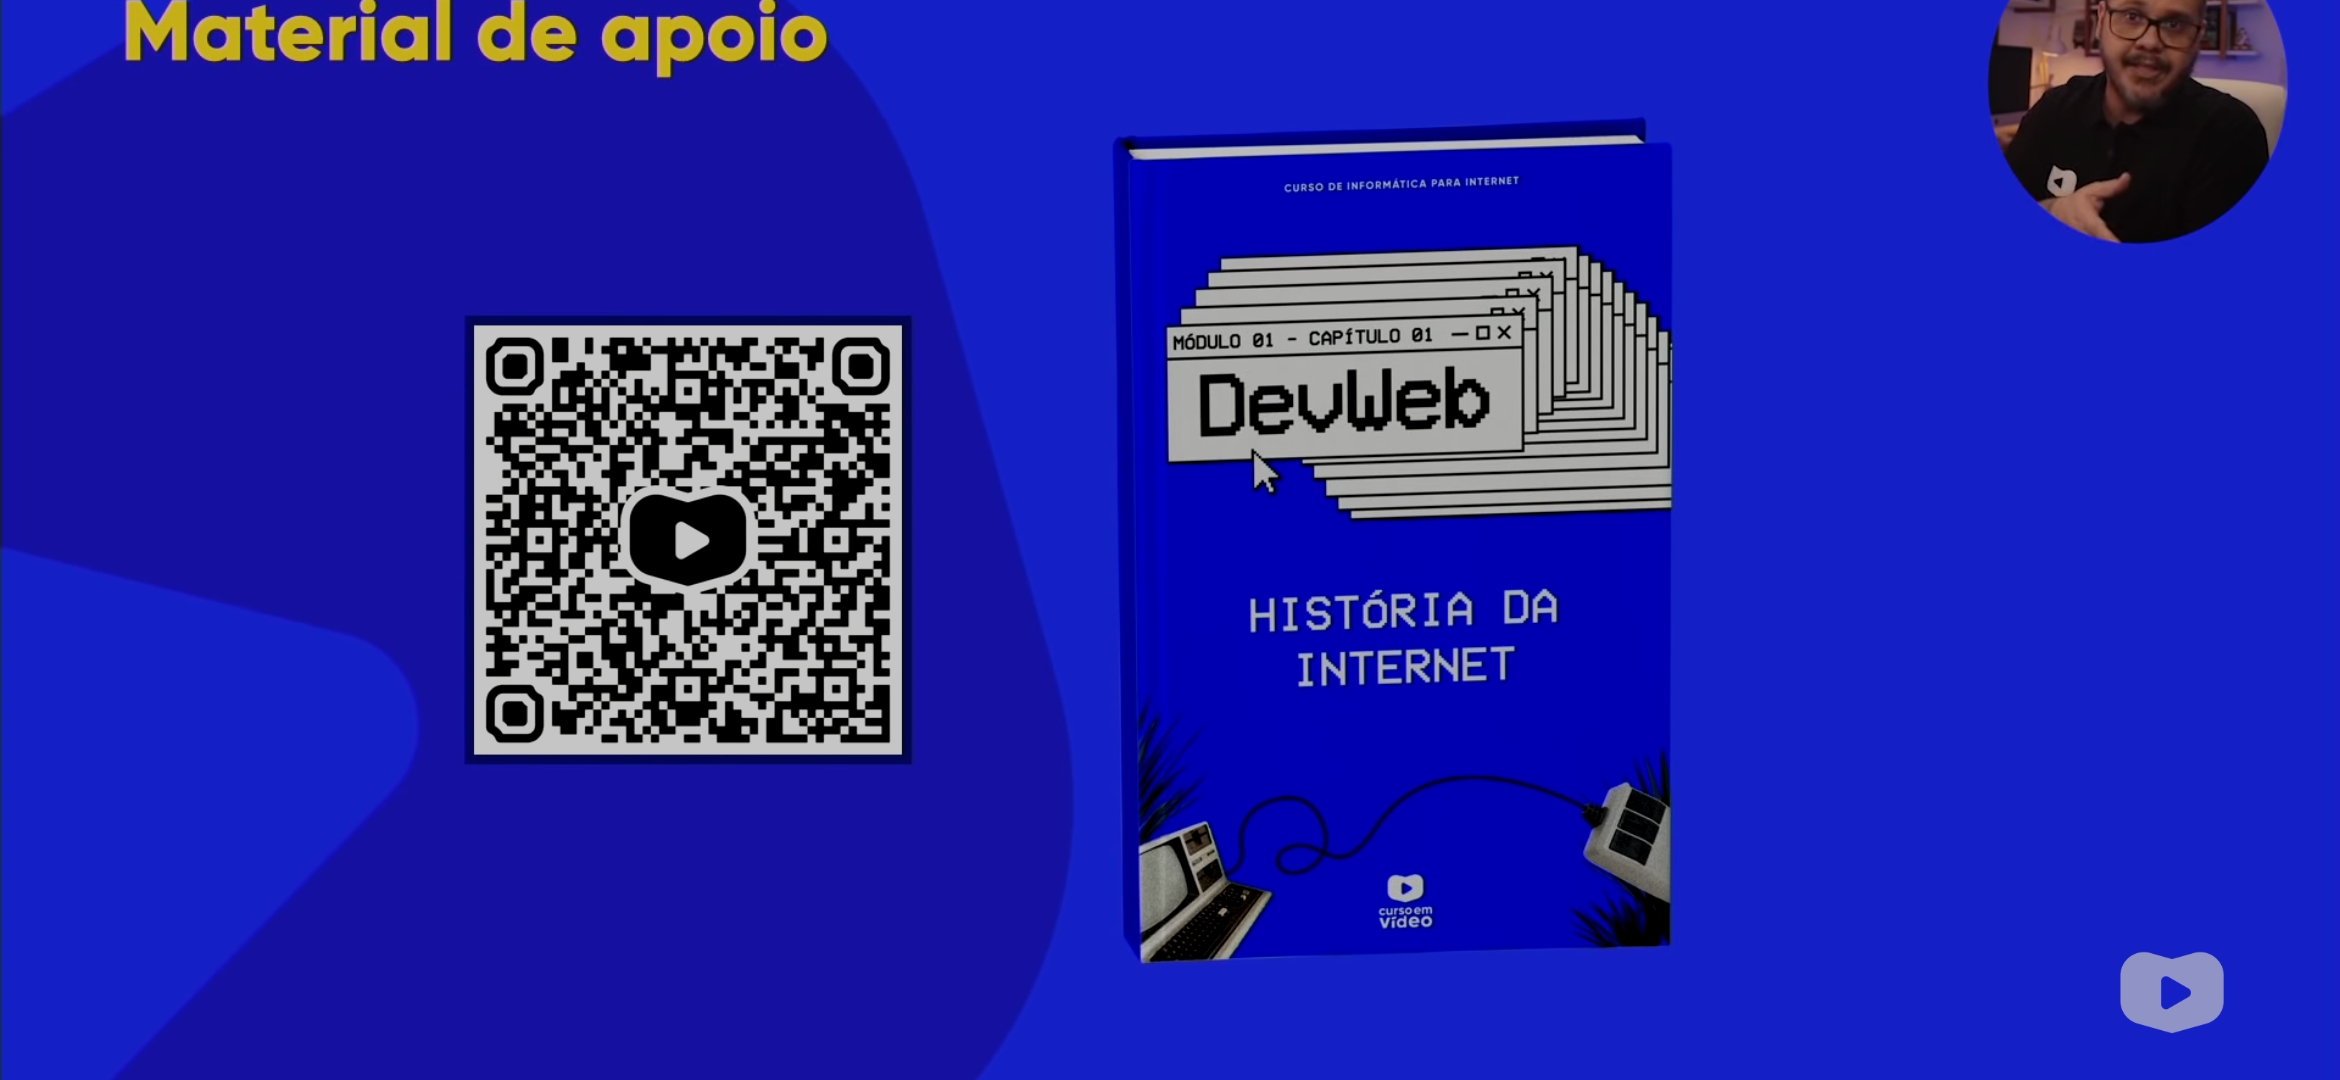 Material de apoio
CURSO DE INFORMÁTICA PARA INTERNET
MÓDULO 01 - CAPÍTULO 01
DevWeb
HISTÓRIA DA
INTERNET
curso em
vídeo